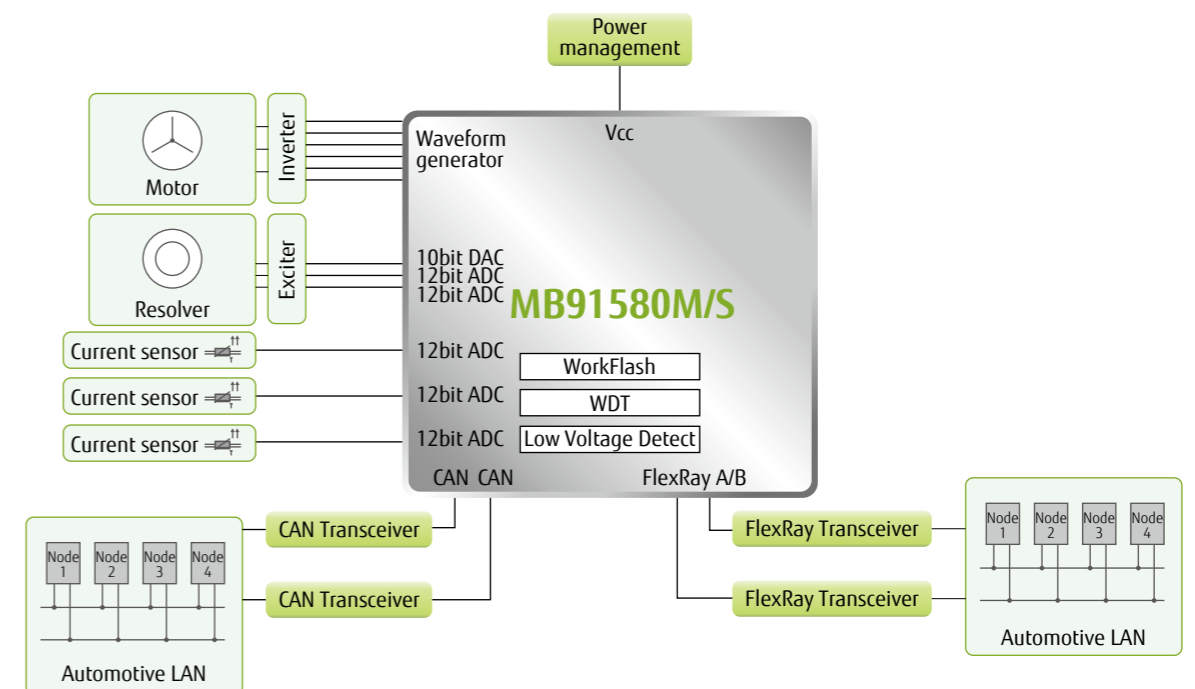 Power
management
Vcc
Waveform
generator
Inverter
Motor
Exciter
Resolver
10bit DAC
12bit ADC
12bit ADC
MB91580M/S
Current sensor
12bit ADC
WorkFlash
Current sensor
12bit ADC
WDT
Current sensor
12bit ADC
Low Voltage Detect
CAN CAN
FlexRay A/B
CAN Transceiver
CAN Transceiver
Node
1
Node
2
Node
3
Node
4
Automotive LAN
FlexRay Transceiver
FlexRay Transceiver
Node
1
Node
2
Node
3
Node
4
Automotive LAN